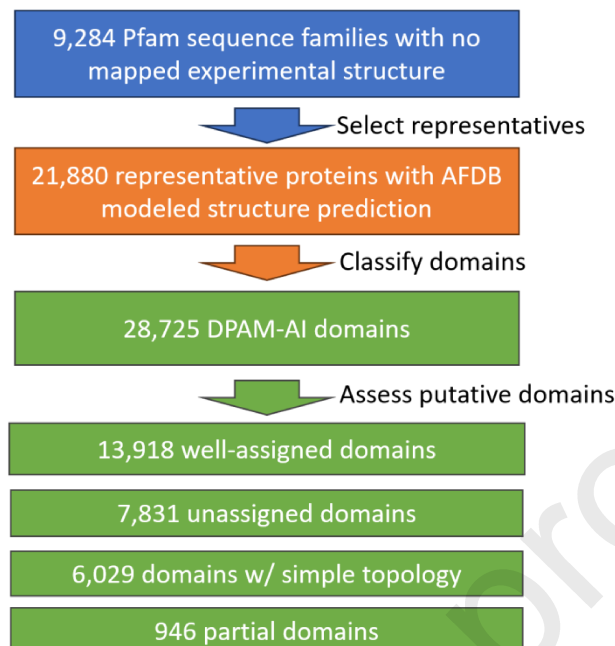 9,284 Pfam sequence families with no
mapped experimental structure
Select representatives
21,880 representative proteins with AFDB
modeled structure prediction
Classify domains
28,725 DPAM-AI domains
Assess putative domains
13,918 well-assigned domains
7,831 unassigned domains
6,029 domains w/ simple topology
946 partial domains